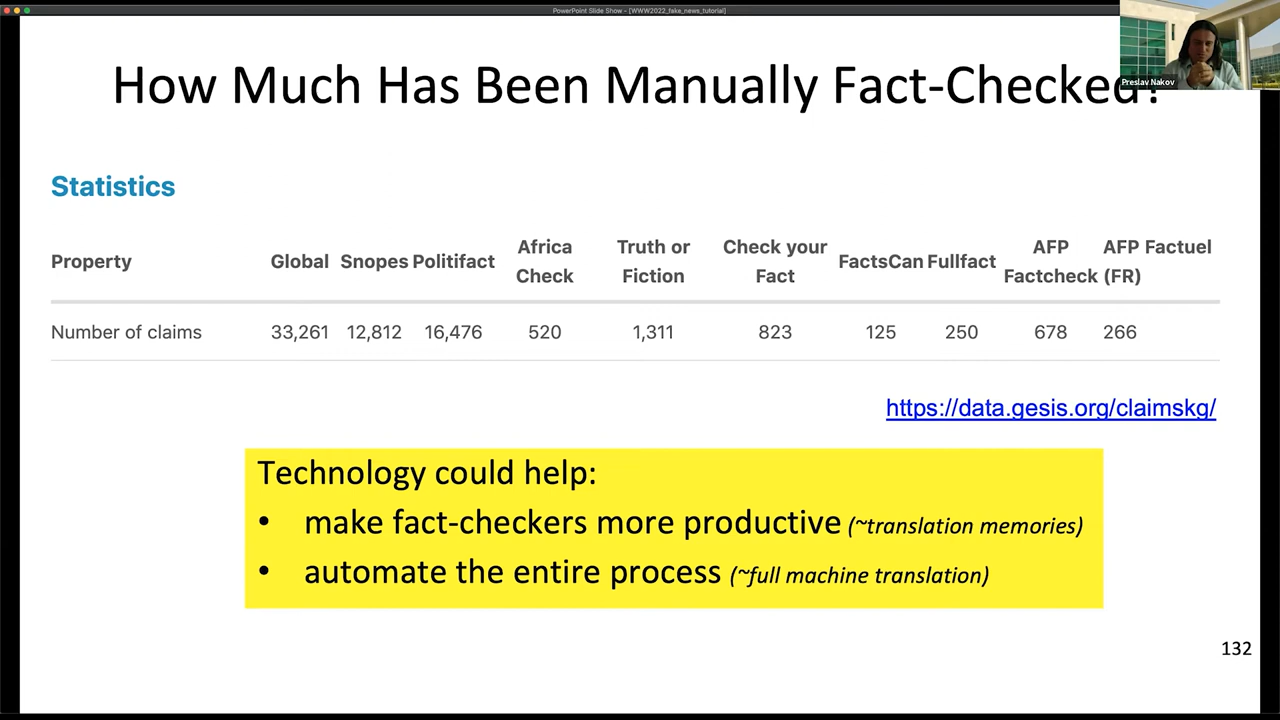 PowerPoint Slide Show - [WWW2022_fake_news_tutorial]
Preslav Nakov
How Much Has Been Manually Fact-Checked?
Statistics
Property Global Snopes Politifact Africa Check Truth or Fiction Check your Fact FactsCan Fullfact AFP Factcheck AFP Factuel (FR)
Number of claims 33,261 12,812 16,476 520 1,311 823 125 250 678 266
https://data.gesis.org/claimskg/
Technology could help:
• make fact-checkers more productive (~translation memories)
• automate the entire process (~full machine translation)
132